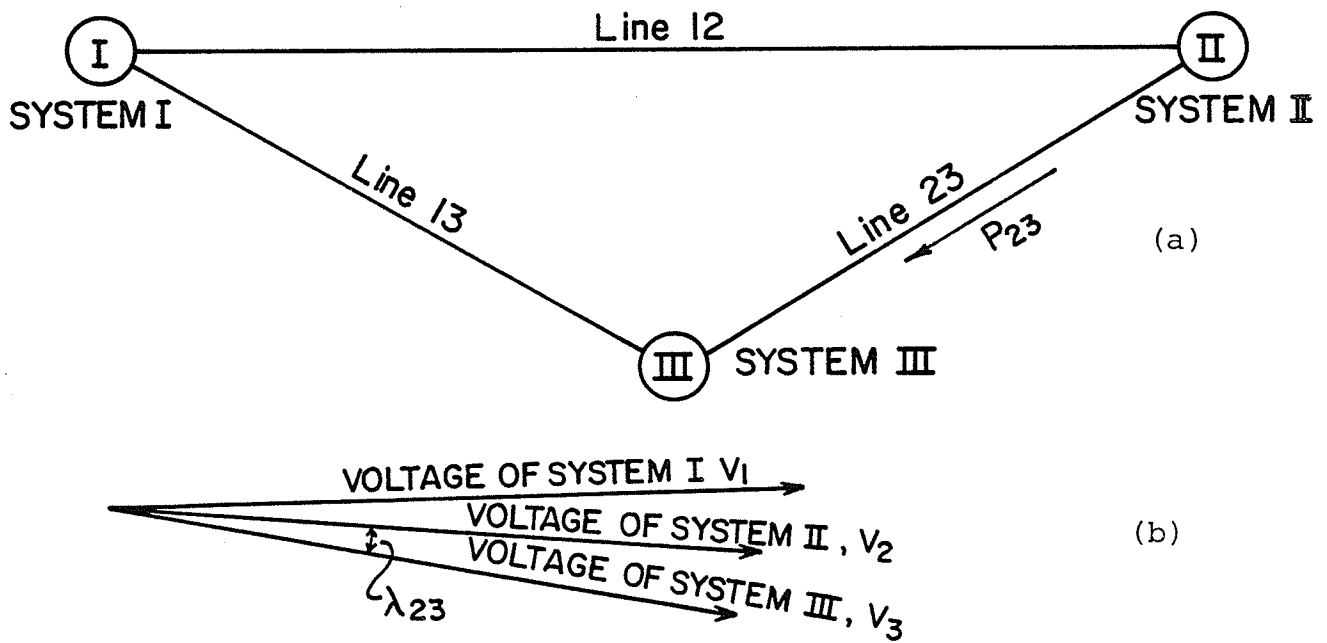 Line 12
I
II
SYSTEM I
SYSTEM II
Line 13
Line 23
P23
(a)
III
SYSTEM III
VOLTAGE OF SYSTEM I V1
VOLTAGE OF SYSTEM II, V2
(b)
VOLTAGE OF SYSTEM III, V3
λ23